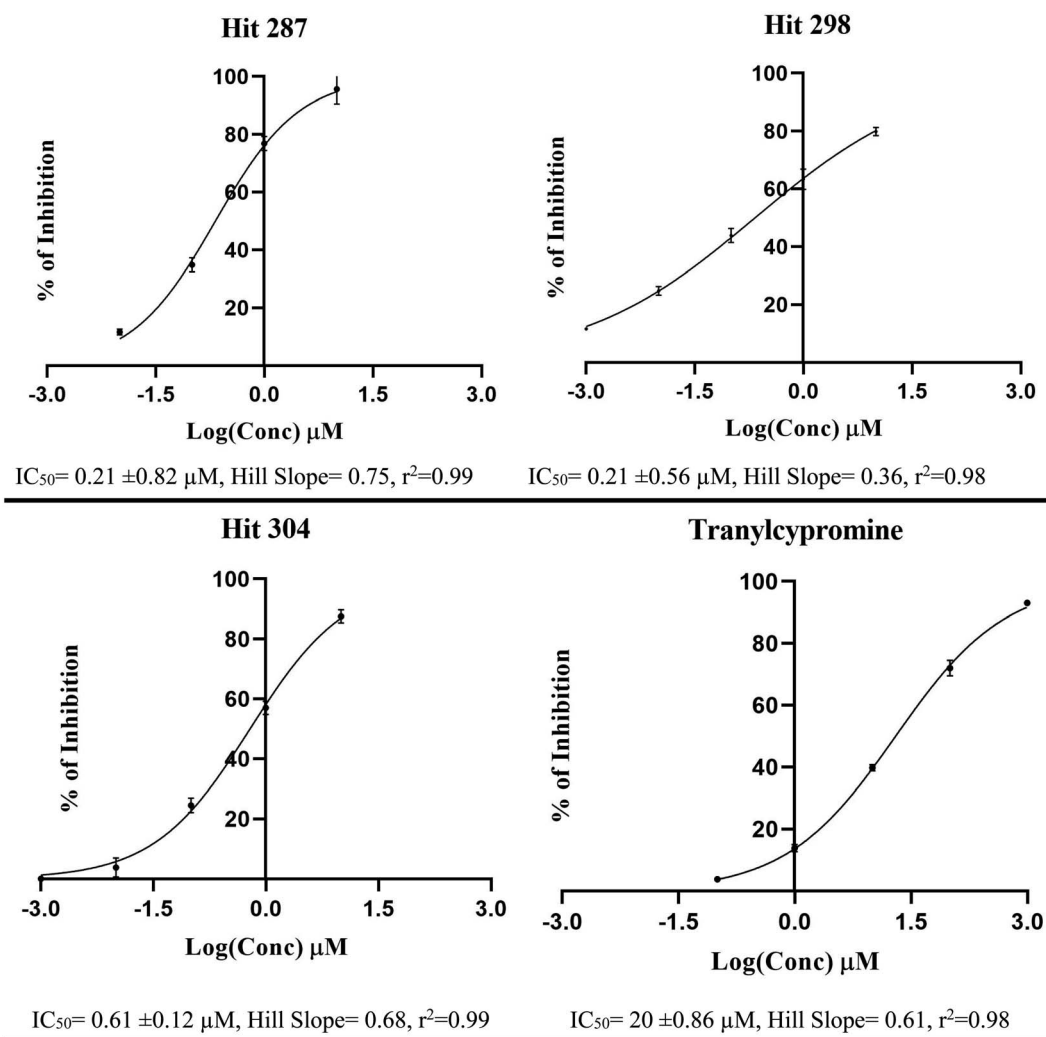 Hit 287
% of Inhibition
100
80
60
40
20
-3.0 -1.5 0.0 1.5 3.0
Log(Conc) μM
IC₅₀= 0.21 ±0.82 μM, Hill Slope= 0.75, r²=0.99
Hit 298
% of Inhibition
100
80
60
40
20
-3.0 -1.5 0.0 1.5 3.0
Log(Conc) μM
IC₅₀= 0.21 ±0.56 μM, Hill Slope= 0.36, r²=0.98
Hit 304
% of Inhibition
100
80
60
40
20
-3.0 -1.5 0.0 1.5 3.0
Log(Conc) μM
IC₅₀= 0.61 ±0.12 μM, Hill Slope= 0.68, r²=0.99
Tranylcypromine
% of Inhibition
100
80
60
40
20
-3.0 -1.5 0.0 1.5 3.0
Log(Conc) μM
IC₅₀= 20 ±0.86 μM, Hill Slope= 0.61, r²=0.98